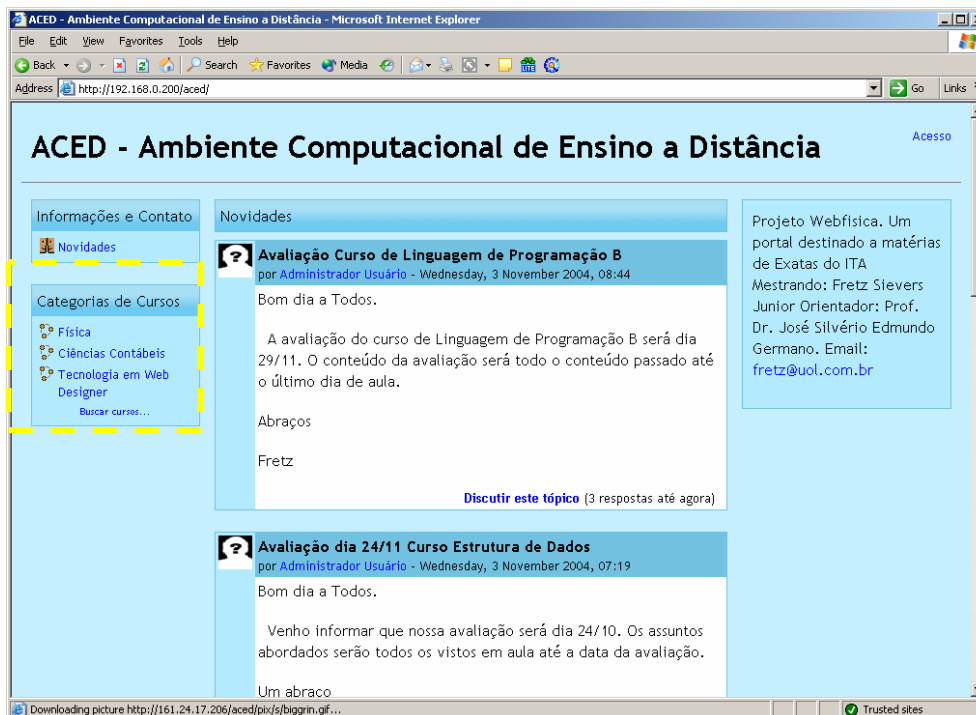 ACED - Ambiente Computacional de Ensino a Distância - Microsoft Internet Explorer
File Edit View Favorites Tools Help
Back Search Favorites Media
Address http://192.168.0.200/aced/ Go Links
ACED - Ambiente Computacional de Ensino a Distância
Acesso
Informações e Contato
Novidades
Categorias de Cursos
Física
Ciências Contábeis
Tecnologia em Web
Designer
Buscar cursos...
Novidades
Avaliação Curso de Linguagem de Programação B
por Administrador Usuário - Wednesday, 3 November 2004, 08:44
Bom dia a Todos.
A avaliação do curso de Linguagem de Programação B será dia
29/11. O conteúdo da avaliação será todo o conteúdo passado até
o último dia de aula.
Abraços
Fretz
Discutir este tópico (3 respostas até agora)
Avaliação dia 24/11 Curso Estrutura de Dados
por Administrador Usuário - Wednesday, 3 November 2004, 07:19
Bom dia a Todos.
Venho informar que nossa avaliação será dia 24/10. Os assuntos
abordados serão todos os vistos em aula até a data da avaliação.
Um abraço
Projeto Webfisica. Um
portal destinado a matérias
de Exatas do ITA
Mestrando: Fretz Sievers
Junior Orientador: Prof.
Dr. José Silvério Edmundo
Germano. Email:
fretz@uol.com.br
Downloading picture http://161.24.17.206/aced/pix/s/biggrin.gif...
Trusted sites